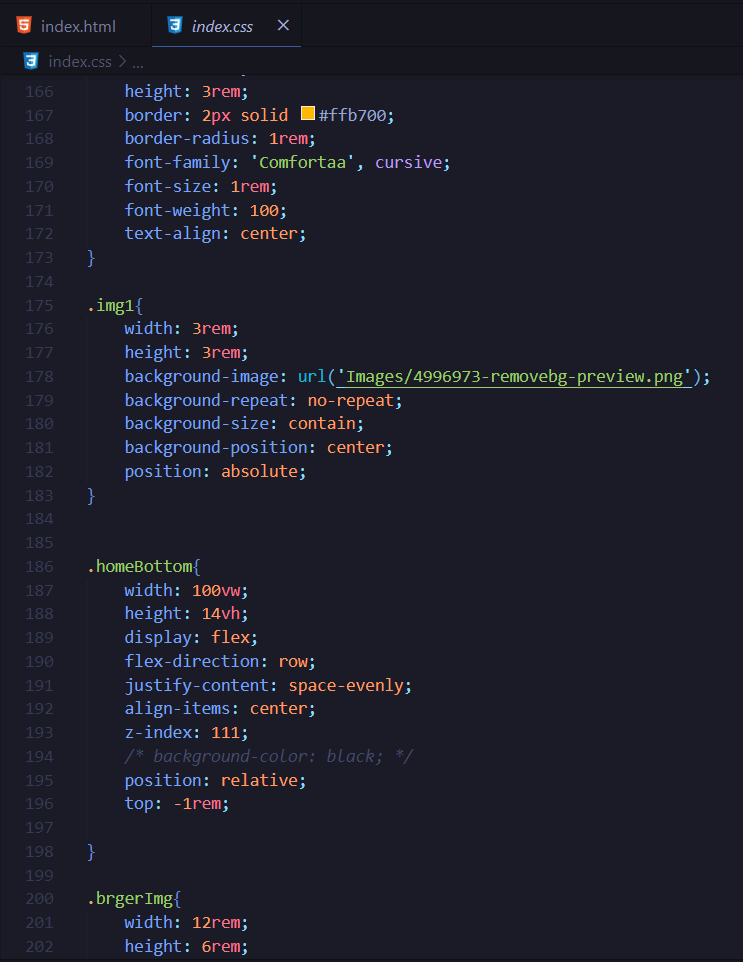 index.html
index.css
index.css > ...
166 height: 3rem;
167 border: 2px solid #ffb700;
168 border-radius: 1rem;
169 font-family: 'Comfortaa', cursive;
170 font-size: 1rem;
171 font-weight: 100;
172 text-align: center;
173 }
174
175 .img1{
176 width: 3rem;
177 height: 3rem;
178 background-image: url('Images/4996973-removebg-preview.png');
179 background-repeat: no-repeat;
180 background-size: contain;
181 background-position: center;
182 position: absolute;
183 }
184
185
186 .homeBottom{
187 width: 100vw;
188 height: 14vh;
189 display: flex;
190 flex-direction: row;
191 justify-content: space-evenly;
192 align-items: center;
193 z-index: 111;
194 /* background-color: black; */
195 position: relative;
196 top: -1rem;
197
198 }
199
200 .brgerImg{
201 width: 12rem;
202 height: 6rem;